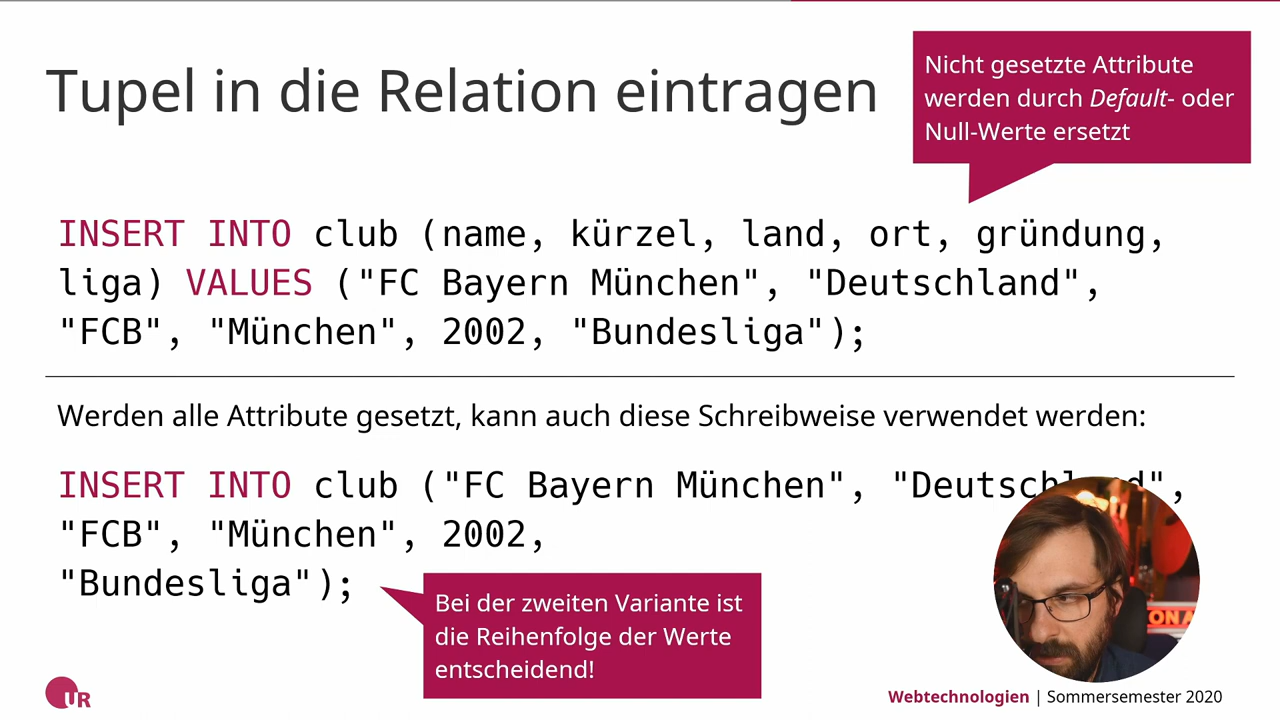 Tupel in die Relation eintragen
Nicht gesetzte Attribute
werden durch Default- oder
Null-Werte ersetzt
INSERT INTO club (name, kürzel, land, ort, gründung,
liga) VALUES ("FC Bayern München", "Deutschland",
"FCB", "München", 2002, "Bundesliga");
Werden alle Attribute gesetzt, kann auch diese Schreibweise verwendet werden:
INSERT INTO club ("FC Bayern München", "Deutschland",
"FCB", "München", 2002,
"Bundesliga");
Bei der zweiten Variante ist
die Reihenfolge der Werte
entscheidend!
ON A
UR
Webtechnologien | Sommersemester 2020